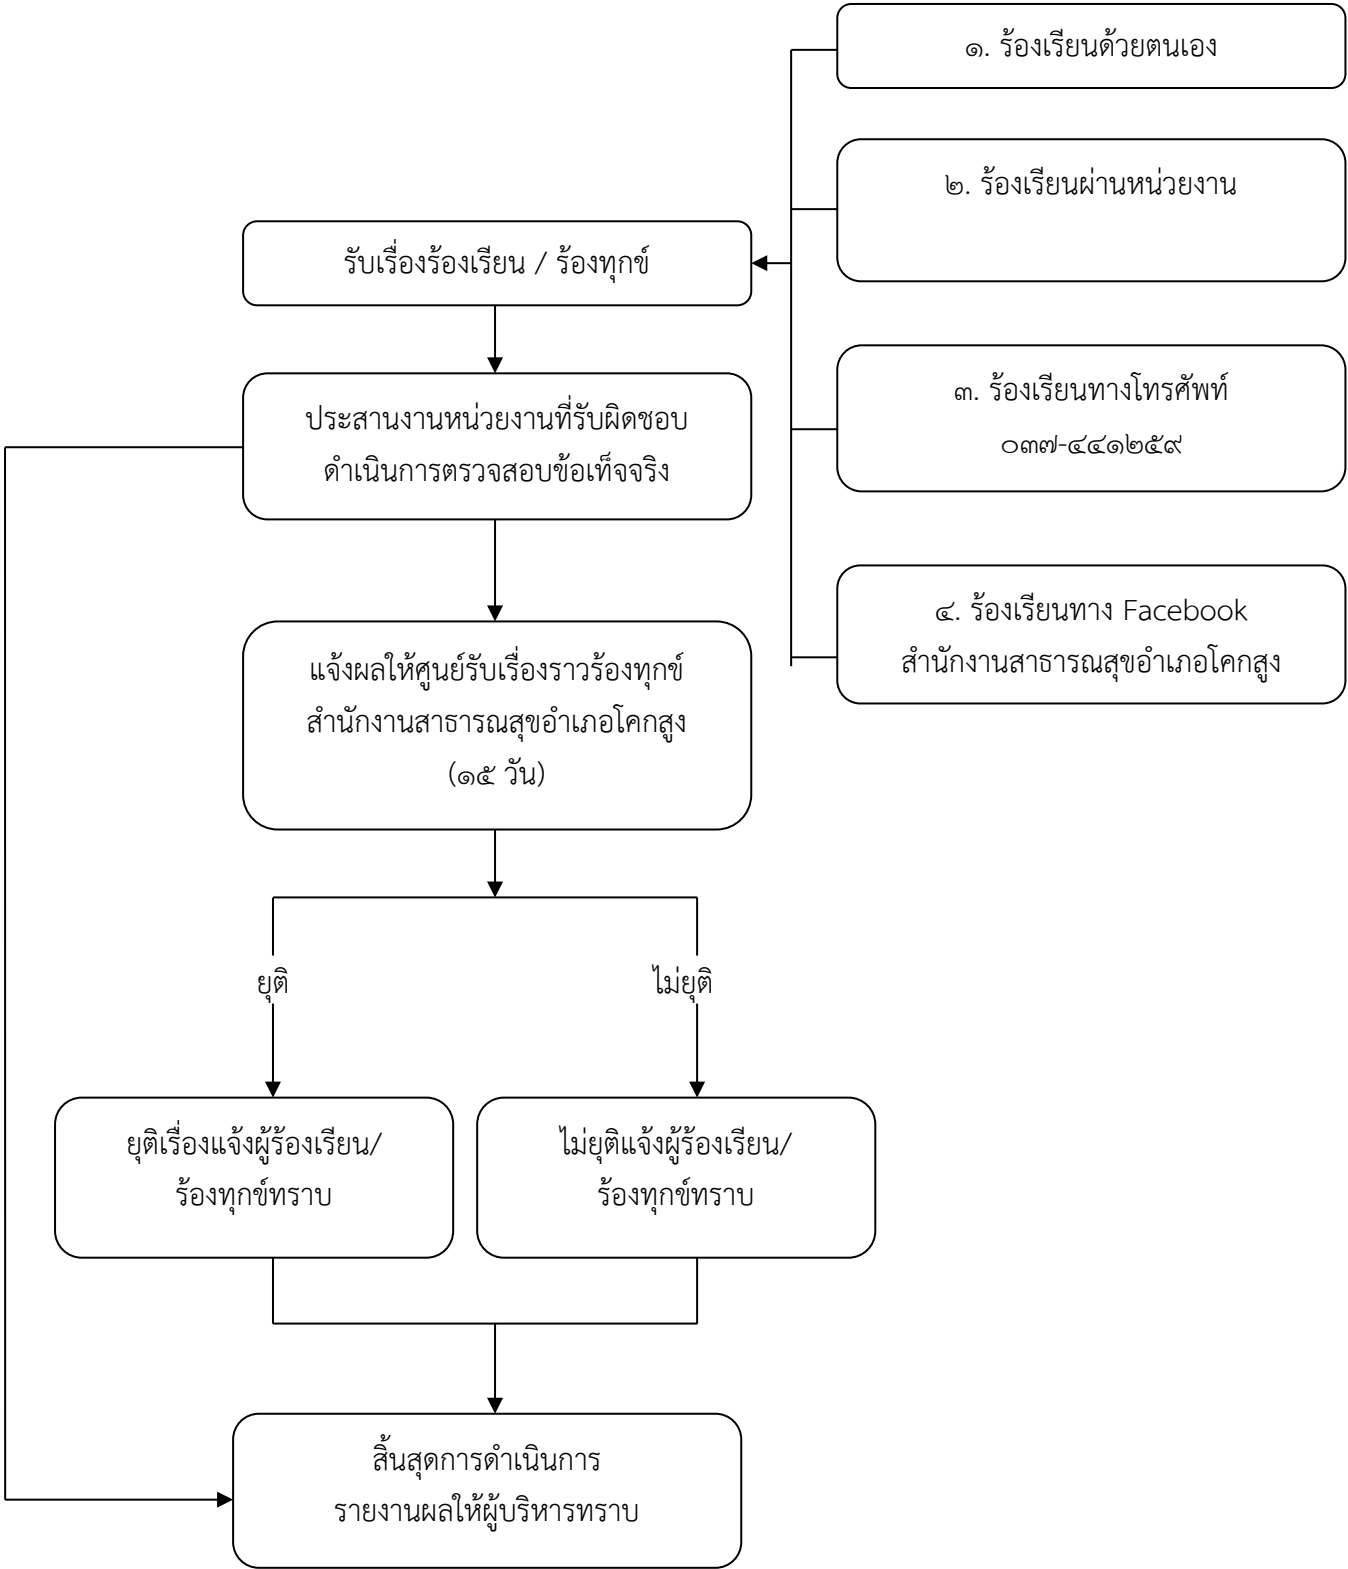 ๑. ร้องเรียนด้วยตนเอง
๒. ร้องเรียนผ่านหน่วยงาน
รับเรื่องร้องเรียน / ร้องทุกข์
๓. ร้องเรียนทางโทรศัพท์
๐๓๗-๔๔๑๒๕๙
ประสานงานหน่วยงานที่รับผิดชอบ
ดำเนินการตรวจสอบข้อเท็จจริง
๔. ร้องเรียนทาง Facebook
สำนักงานสาธารณสุขอำเภอโคกสูง
แจ้งผลให้ศูนย์รับเรื่องราวร้องทุกข์
สำนักงานสาธารณสุขอำเภอโคกสูง
(๑๕ วัน)
ยุติ
ไม่ยุติ
ยุติเรื่องแจ้งผู้ร้องเรียน/
ร้องทุกข์ทราบ
ไม่ยุติแจ้งผู้ร้องเรียน/
ร้องทุกข์ทราบ
สิ้นสุดการดำเนินการ
รายงานผลให้ผู้บริหารทราบ